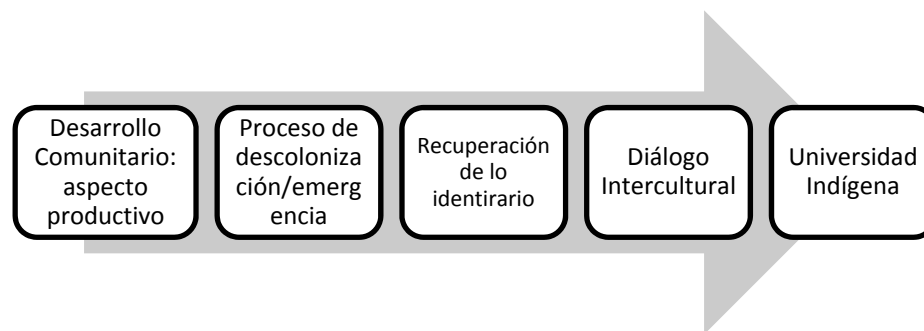 Desarrollo
Comunitario:
aspecto
productivo
Proceso de
descoloniza
ción/emerg
encia
Recuperación
de lo
identirario
Diálogo
Intercultural
Universidad
Indígena